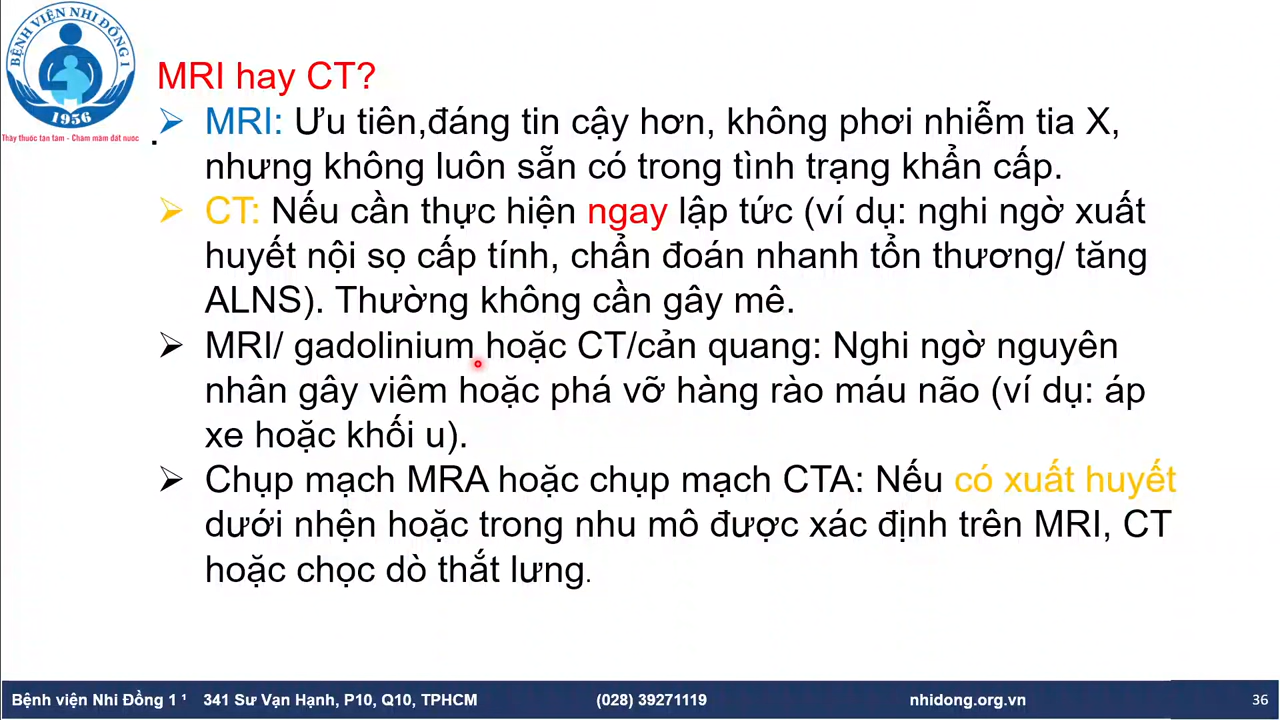 BỆNH VIỆN NHI ĐỒNG 1
1956
Thầy thuốc tận tâm - Chăm mầm đất nước
MRI hay CT?
➢ MRI: Ưu tiên,đáng tin cậy hơn, không phơi nhiễm tia X,
nhưng không luôn sẵn có trong tình trạng khẩn cấp.
➢ CT: Nếu cần thực hiện ngay lập tức (ví dụ: nghi ngờ xuất
huyết nội sọ cấp tính, chẩn đoán nhanh tổn thương/ tăng
ALNS). Thường không cần gây mê.
➢ MRI/ gadolinium hoặc CT/cản quang: Nghi ngờ nguyên
nhân gây viêm hoặc phá vỡ hàng rào máu não (ví dụ: áp
xe hoặc khối u).
➢ Chụp mạch MRA hoặc chụp mạch CTA: Nếu có xuất huyết
dưới nhện hoặc trong nhu mô được xác định trên MRI, CT
hoặc chọc dò thắt lưng.
Bệnh viện Nhi Đồng 1 ¹ 341 Sư Vạn Hạnh, P10, Q10, TPHCM (028) 39271119 nhidong.org.vn 36